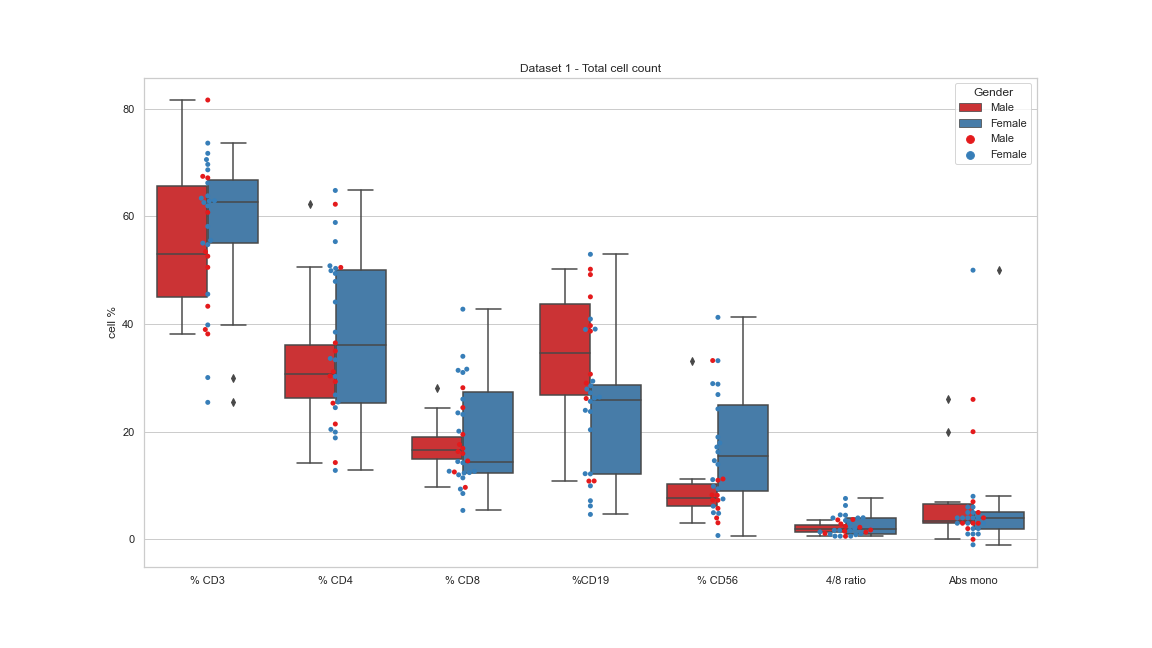 Dataset 1 - Total cell count
Gender
Male
Female
Male
Female
cell %
80
60
40
20
0
% CD3
% CD4
% CD8
%CD19
% CD56
4/8 ratio
Abs mono